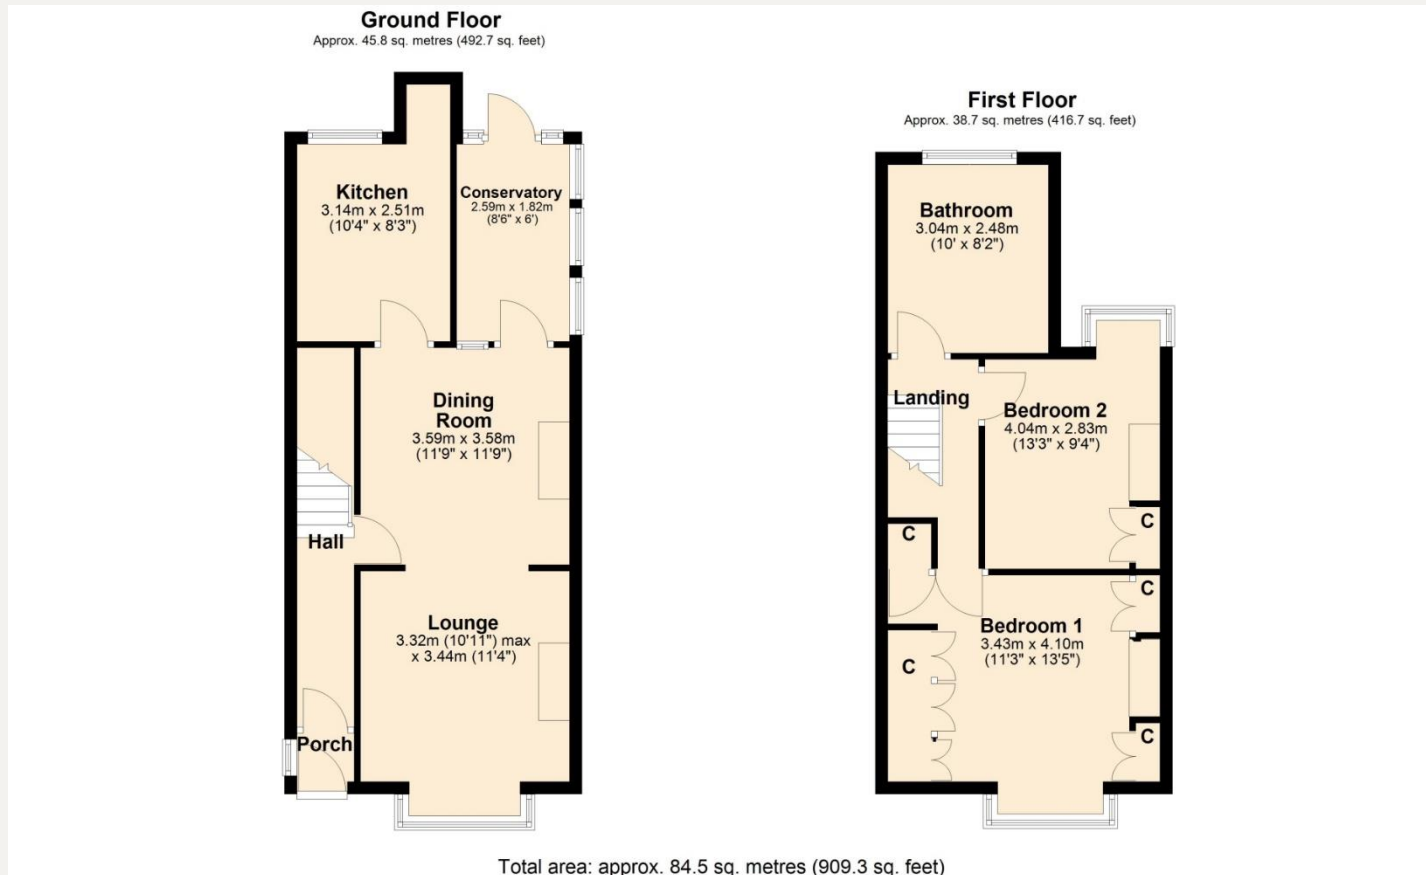 Ground Floor
Approx. 45.8 sq. metres (492.7 sq. feet)
Kitchen
3.14m x 2.51m
(10'4" x 8'3")
Conservatory
2.59m x 1.82m
(8'6" x 6')
Dining
Room
3.59m x 3.58m
(11'9" x 11'9")
Hall
Lounge
3.32m (10'11") max
x 3.44m (11'4")
Porch
First Floor
Approx. 38.7 sq. metres (416.7 sq. feet)
Bathroom
3.04m x 2.48m
(10' x 8'2")
Landing
Bedroom 2
4.04m x 2.83m
(13'3" x 9'4")
C
C
C
Bedroom 1
3.43m x 4.10m
(11'3" x 13'5")
C
C
Total area: approx. 84.5 sq. metres (909.3 sq. feet)